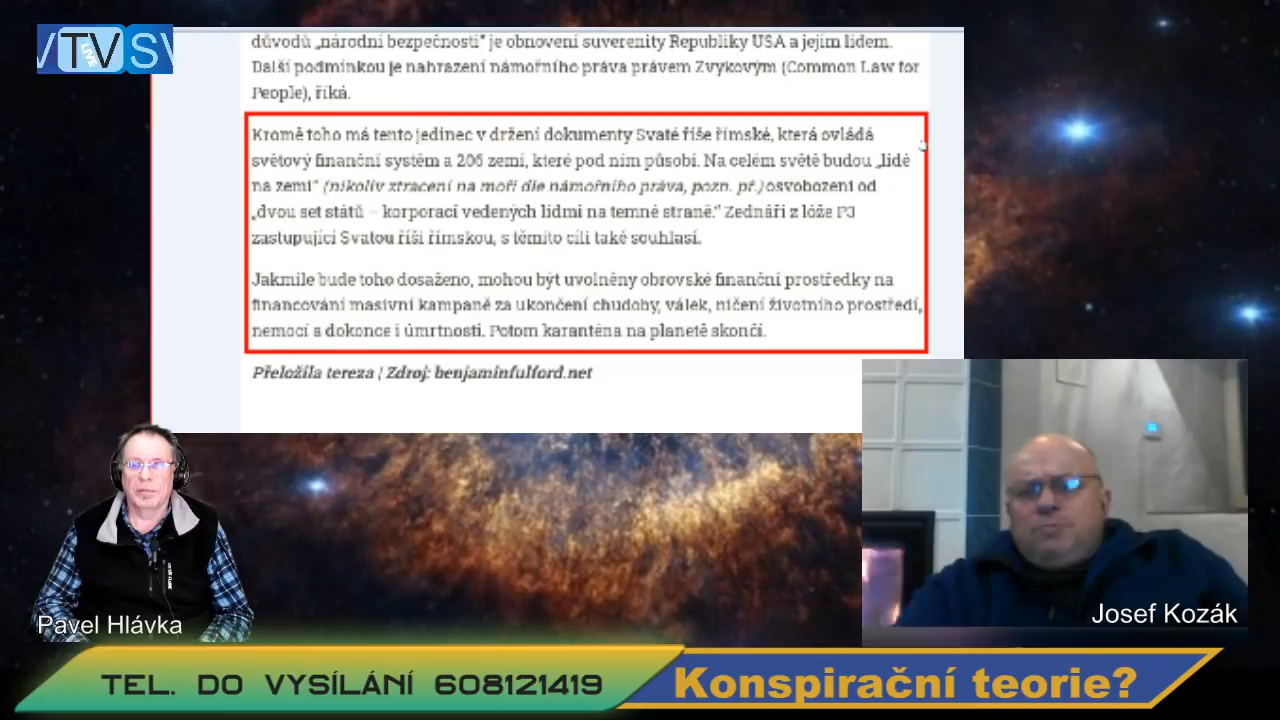 VTVSV
LIVE
důvodů „národní bezpečnosti" je obnovení suverenity Republiky USA a jejím lidem.
Další podmínkou je nahrazení námořního práva právem Zvykovým (Common Law for
People), říká.
Kromě toho má tento jedinec v držení dokumenty Svaté říše římské, která ovládá
světový finanční systém a 206 zemí, které pod ním působí. Na celém světě budou „lidé
na zemi" (nikoliv ztracení na moři dle námořního práva, pozn. př.) osvobozeni od
„dvou set států – korporací vedených lidmi na temné straně." Zednáři z lóže P3
zastupující Svatou říši římskou, s těmito cíli také souhlasí.
Jakmile bude toho dosaženo, mohou být uvolněny obrovské finanční prostředky na
financování masivní kampaně za ukončení chudoby, válek, ničení životního prostředí,
nemocí a dokonce i úmrtnosti. Potom karanténa na planetě skončí.
Přeložila tereza | Zdroj: benjaminfulford.net
Pavel Hlávka
Josef Kozák
TEL. DO VYSÍLÁNÍ 608121419
Konspirační teorie?